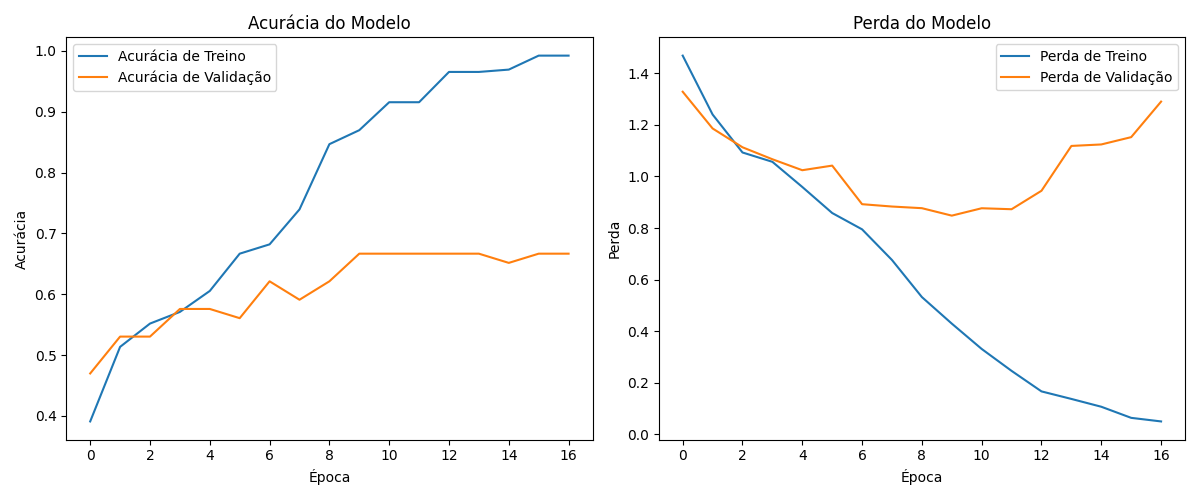 Acurácia do Modelo
Acurácia de Treino
Acurácia de Validação
1.0
0.9
0.8
0.7
0.6
0.5
0.4
Acurácia
0 2 4 6 8 10 12 14 16
Época
Perda do Modelo
Perda de Treino
Perda de Validação
1.4
1.2
1.0
0.8
0.6
0.4
0.2
0.0
Perda
0 2 4 6 8 10 12 14 16
Época